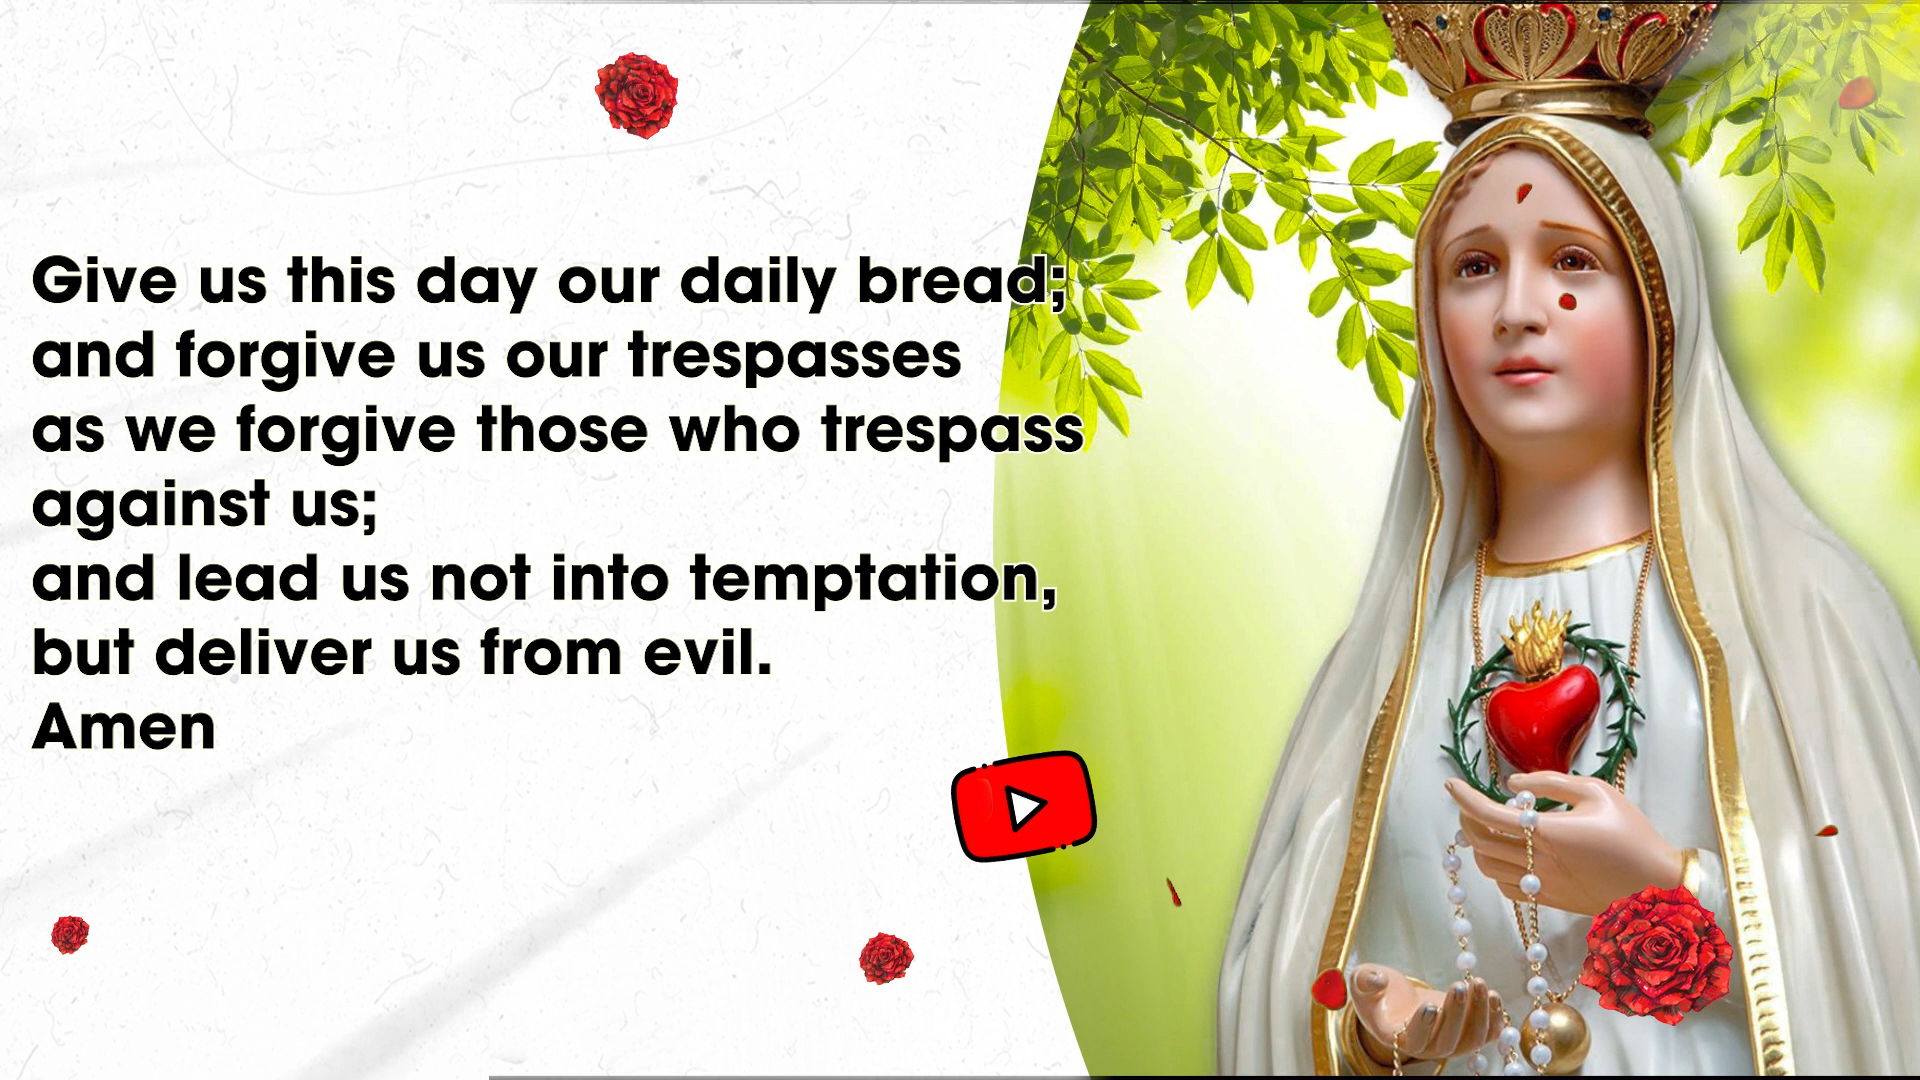 Give us this day our daily bread;
and forgive us our trespasses
as we forgive those who trespass
against us;
and lead us not into temptation,
but deliver us from evil.
Amen